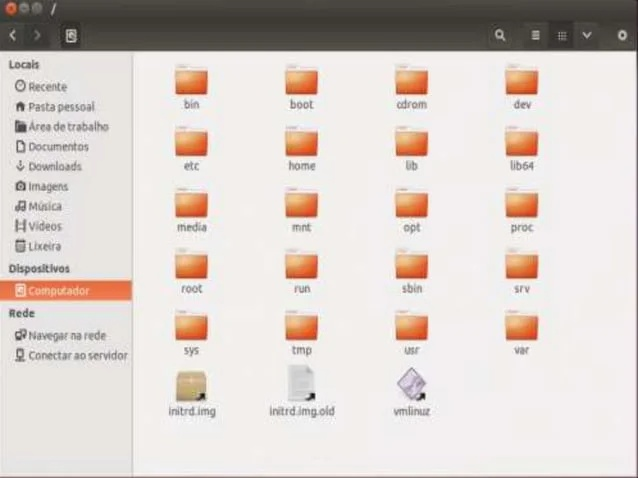 /
Locais
Recente
Pasta pessoal
Área de trabalho
Documentos
Downloads
Imagens
Música
Vídeos
Lixeira
Dispositivos
Computador
Rede
Navegar na rede
Conectar ao servidor
bin boot cdrom dev
etc home lib lib64
media mnt opt proc
root run sbin srv
sys tmp usr var
initrd.img initrd.img.old vmlinuz